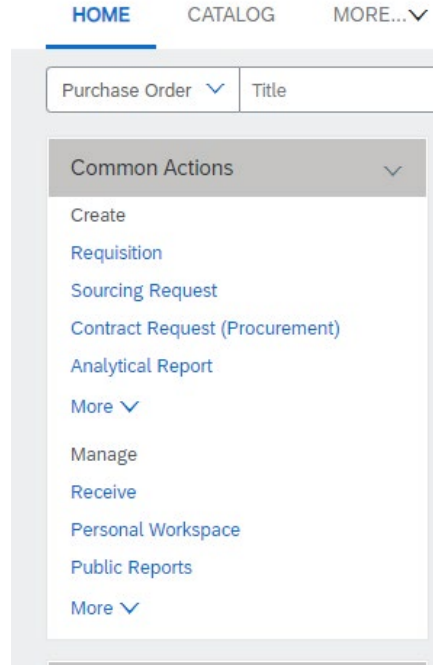 HOME CATALOG MORE...
Purchase Order Title
Common Actions
Create
Requisition
Sourcing Request
Contract Request (Procurement)
Analytical Report
More
Manage
Receive
Personal Workspace
Public Reports
More